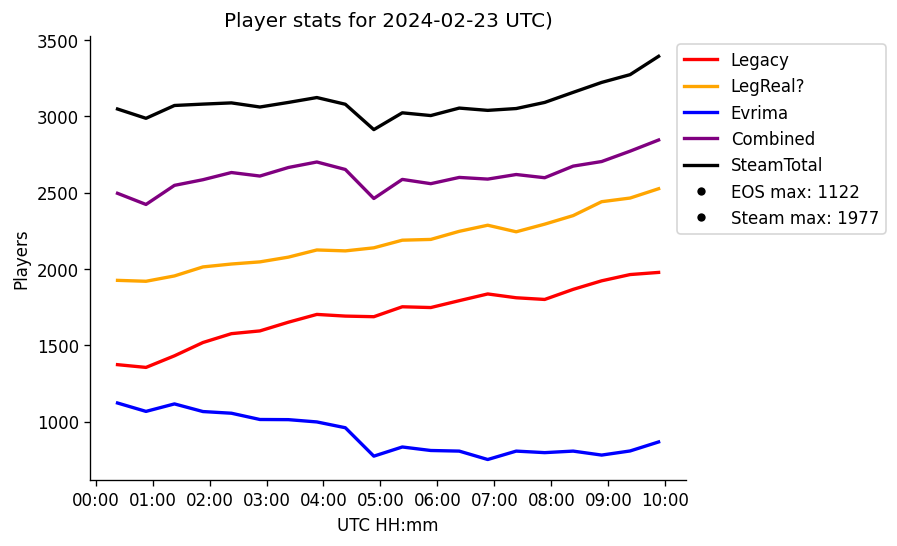 Player stats for 2024-02-23 UTC)
3500
3000
2500
2000
1500
1000
Players
00:00 01:00 02:00 03:00 04:00 05:00 06:00 07:00 08:00 09:00 10:00
UTC HH:mm
Legacy
LegReal?
Evrima
Combined
SteamTotal
EOS max: 1122
Steam max: 1977